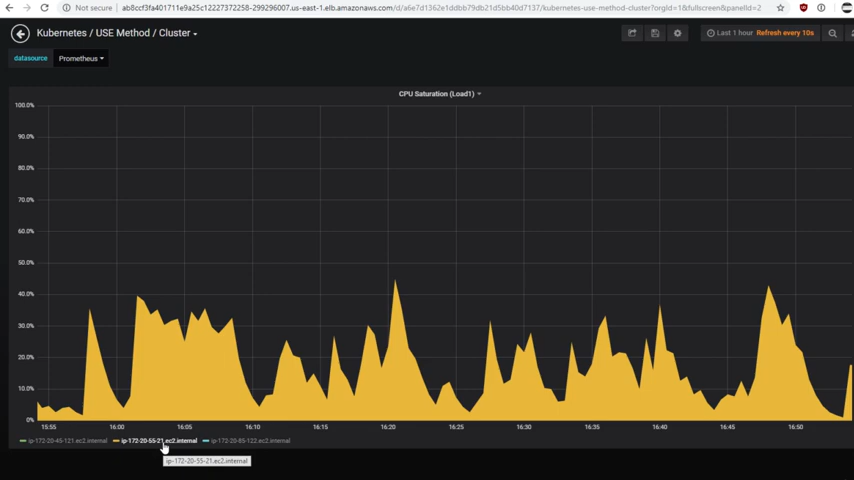 Not secure ab8ccf3fa401711e9a25c12227372258-299296007.us-east-1.elb.amazonaws.com/d/a6e7d1362e1ddbb79db21d5bb40d7137/kubernetes-use-method-cluster?orgId=1&fullscreen&panelId=2
Kubernetes / USE Method / Cluster
Last 1 hour Refresh every 10s
datasource Prometheus
CPU Saturation (Load1)
100.0%
90.0%
80.0%
70.0%
60.0%
50.0%
40.0%
30.0%
20.0%
10.0%
0%
15:55 16:00 16:05 16:10 16:15 16:20 16:25 16:30 16:35 16:40 16:45 16:50
ip-172-20-45-121.ec2.internal ip-172-20-55-21.ec2.internal ip-172-20-85-122.ec2.internal
ip-172-20-55-21.ec2.internal